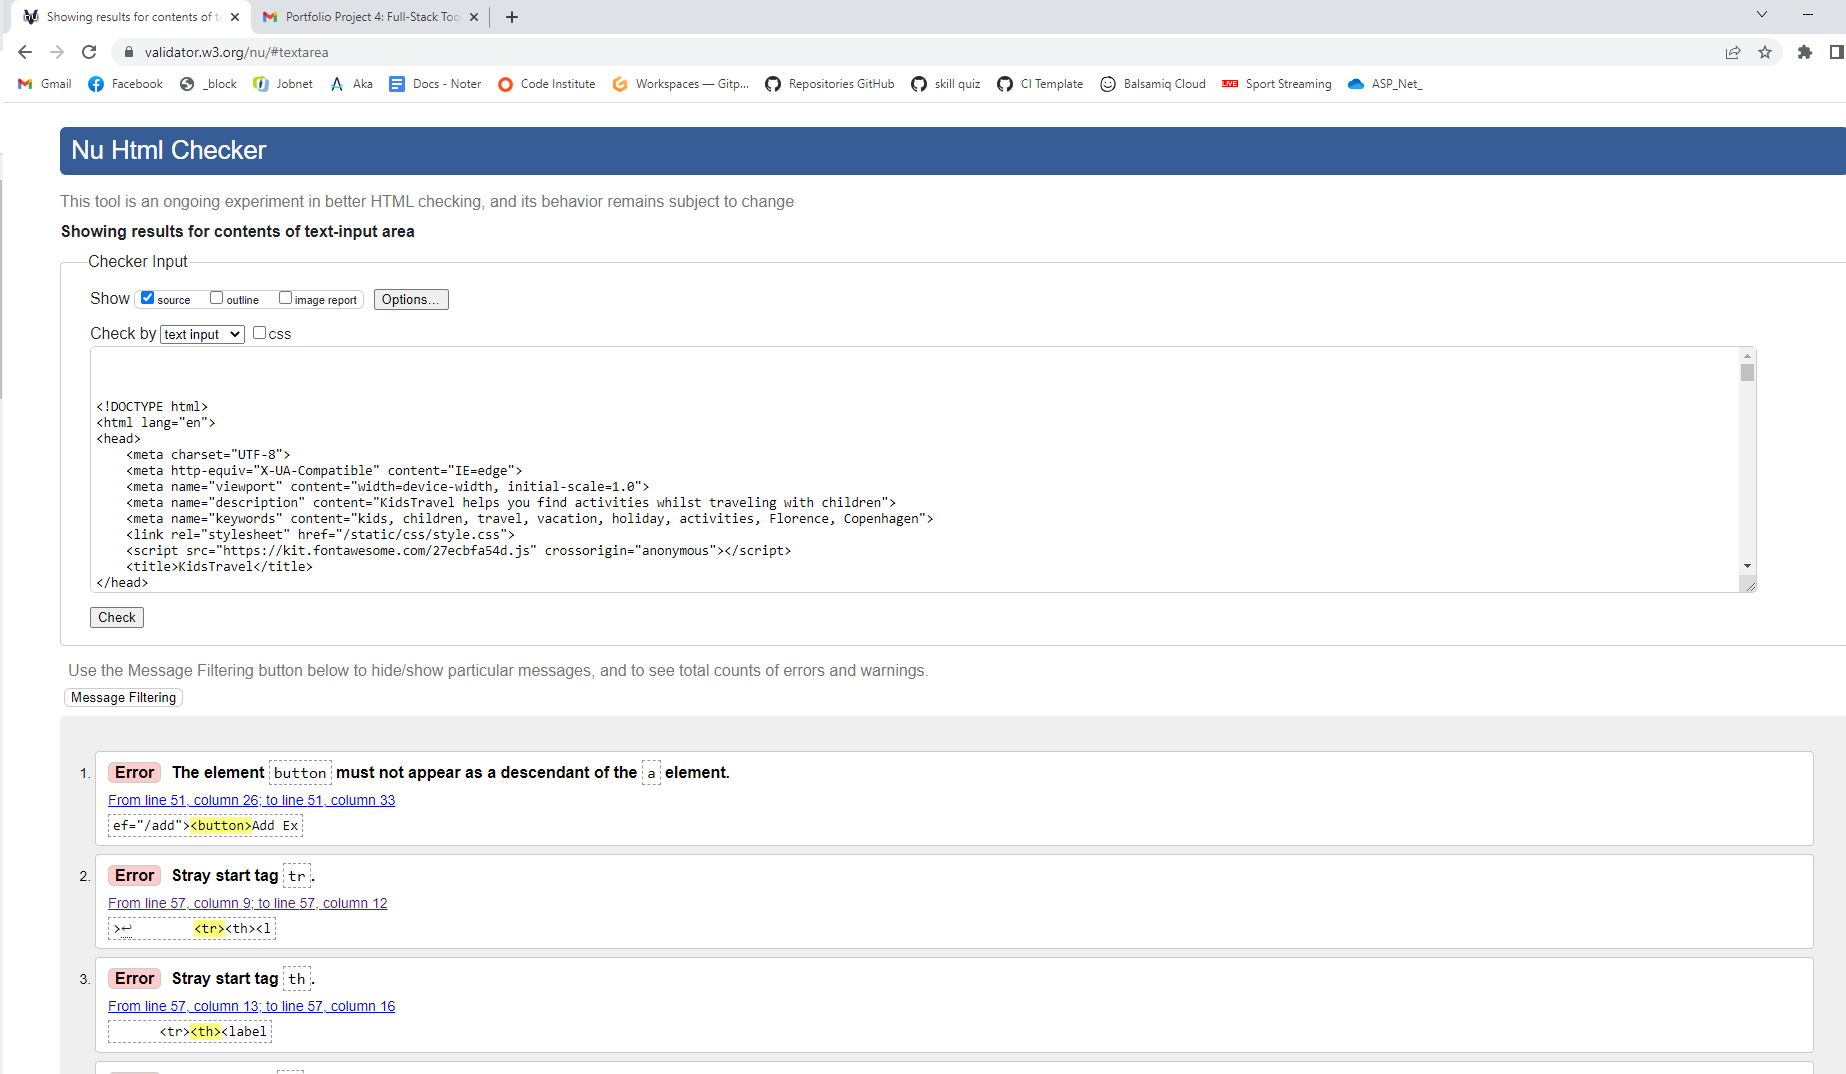 Showing results for contents of te
Portfolio Project 4: Full-Stack Too
validator.w3.org/nu/#textarea
Gmail
Facebook
_block
Jobnet
Aka
Docs - Noter
Code Institute
Workspaces — Gitp...
Repositories GitHub
skill quiz
CI Template
Balsamiq Cloud
LIVE Sport Streaming
ASP_Net_
Nu Html Checker
This tool is an ongoing experiment in better HTML checking, and its behavior remains subject to change
Showing results for contents of text-input area
Checker Input
Show source outline image report Options...
Check by text input css
<!DOCTYPE html>
<html lang="en">
<head>
    <meta charset="UTF-8">
    <meta http-equiv="X-UA-Compatible" content="IE=edge">
    <meta name="viewport" content="width=device-width, initial-scale=1.0">
    <meta name="description" content="KidsTravel helps you find activities whilst traveling with children">
    <meta name="keywords" content="kids, children, travel, vacation, holiday, activities, Florence, Copenhagen">
    <link rel="stylesheet" href="/static/css/style.css">
    <script src="https://kit.fontawesome.com/27ecbfa54d.js" crossorigin="anonymous"></script>
    <title>KidsTravel</title>
</head>
Check
Use the Message Filtering button below to hide/show particular messages, and to see total counts of errors and warnings.
Message Filtering
1. Error The element button must not appear as a descendant of the a element.
From line 51, column 26; to line 51, column 33
ef="/add"><button>Add Ex
2. Error Stray start tag tr.
From line 57, column 9; to line 57, column 12
>↩ <tr><th><l
3. Error Stray start tag th.
From line 57, column 13; to line 57, column 16
<tr><th><label